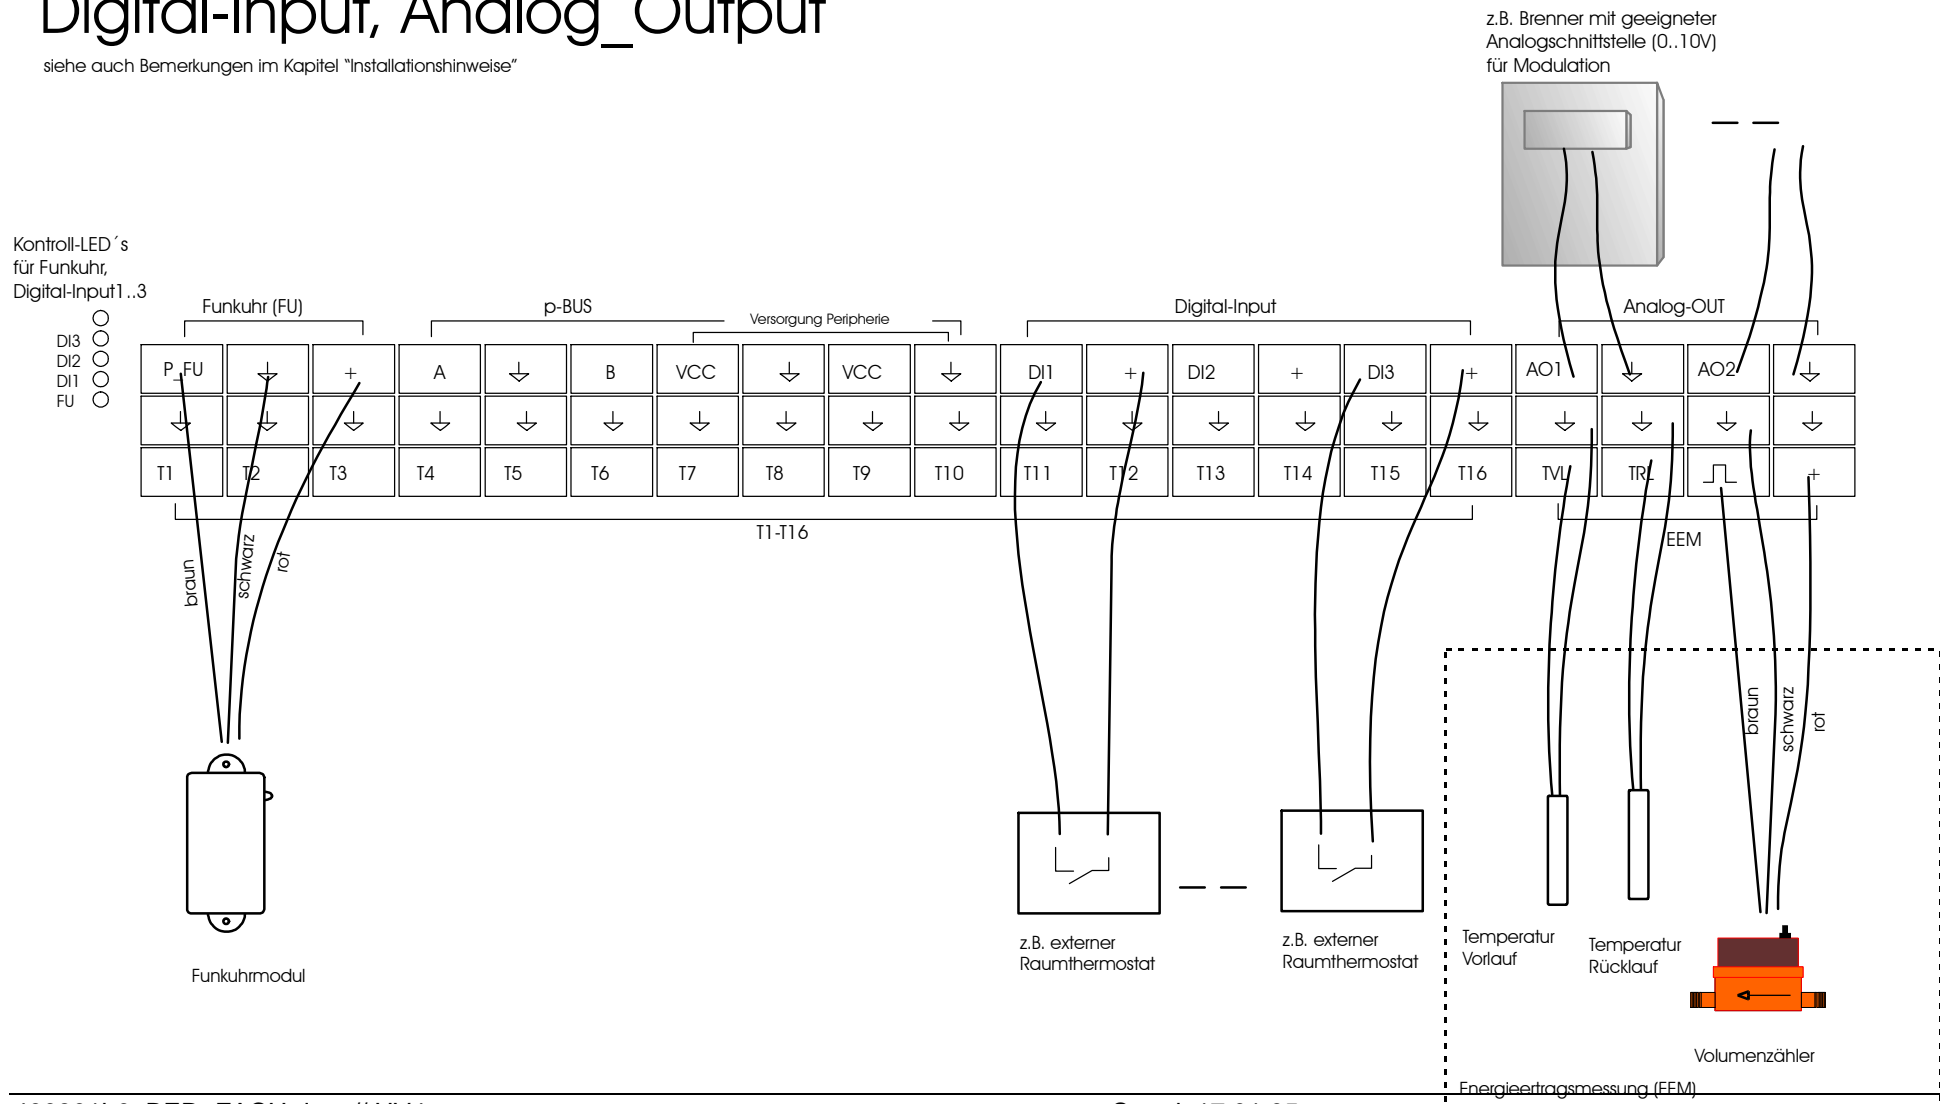 Digital-Input, Analog_Output
siehe auch Bemerkungen im Kapitel "Installationshinweise"
z.B. Brenner mit geeigneter
Analogschnittstelle (0..10V)
für Modulation
Kontroll-LED´s
für Funkuhr,
Digital-Input1..3
DI3
DI2
DI1
FU
Funkuhr (FU)
p-BUS
Versorgung Peripherie
Digital-Input
Analog-OUT
P_FU + A B VCC VCC DI1 + DI2 + DI3 + AO1 AO2
T1 T2 T3 T4 T5 T6 T7 T8 T9 T10 T11 T12 T13 T14 T15 T16 TVL TRL +
T1-T16
EEM
braun
schwarz
rot
braun
schwarz
rot
Funkuhrmodul
z.B. externer
Raumthermostat
z.B. externer
Raumthermostat
Temperatur
Vorlauf
Temperatur
Rücklauf
Volumenzähler
Energieertragsmessung (EEM)